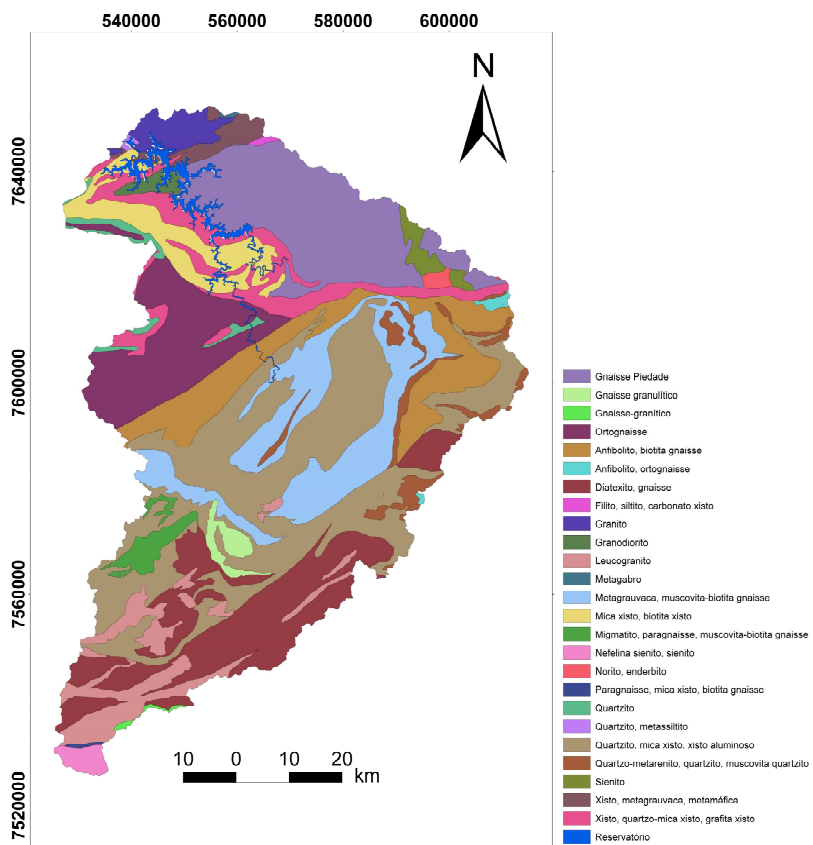 540000 560000 580000 600000
N
7640000
7600000
7560000
7520000
Gnaisse Piedade
Gnaisse granulítico
Gnaisse-granítico
Ortognaisse
Anfibolito, biotita gnaisse
Anfibolito, ortognaisse
Diatexito, gnaisse
Filito, siltito, carbonato xisto
Granito
Granodiorito
Leucogranito
Metagabro
Metagrauvaca, muscovita-biotita gnaisse
Mica xisto, biotita xisto
Migmatito, paragnaisse, muscovita-biotita gnaisse
Nefelina sienito, sienito
Norito, enderbito
Paragnaisse, mica xisto, biotita gnaisse
Quartzito
Quartzito, metassiltito
Quartzito, mica xisto, xisto aluminoso
Quartzo-metarenito, quartzito, muscovita quartzito
Sienito
Xisto, metagrauvaca, metamáfica
Xisto, quartzo-mica xisto, grafita xisto
Reservatório
10 0 10 20
km